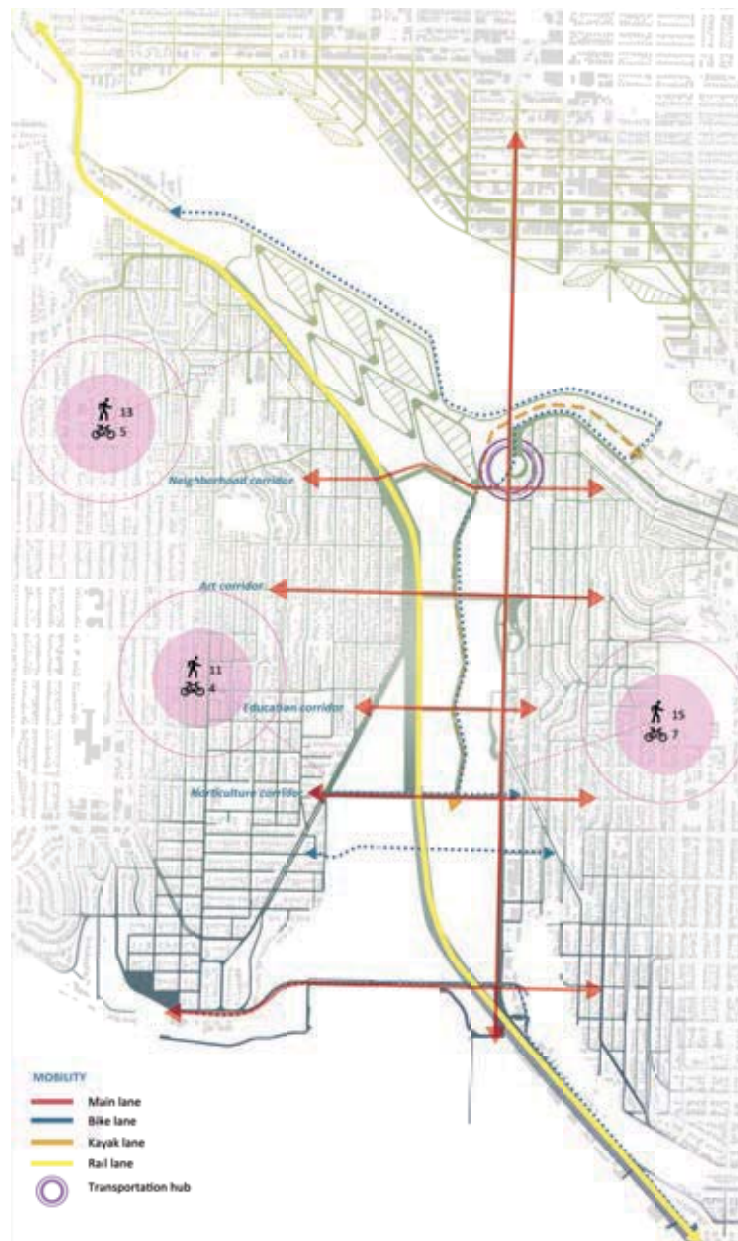 13
5
Neighborhood corridor
Art corridor
11
4
Education corridor
15
7
Horticulture corridor
MOBILITY
Main lane
Bike lane
Kayak lane
Rail lane
Transportation hub